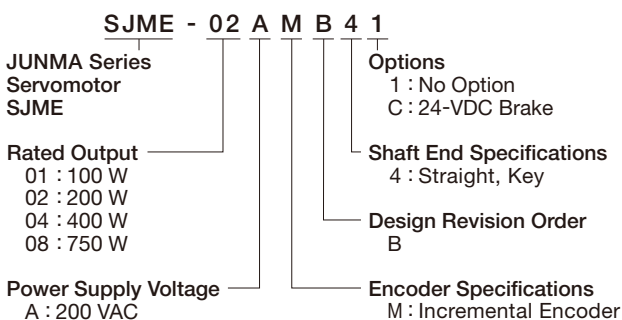 SJME - 02 A M B 4 1
JUNMA Series
Servomotor
SJME
Rated Output
01 : 100 W
02 : 200 W
04 : 400 W
08 : 750 W
Power Supply Voltage
A : 200 VAC
Options
1 : No Option
C : 24-VDC Brake
Shaft End Specifications
4 : Straight, Key
Design Revision Order
B
Encoder Specifications
M : Incremental Encoder